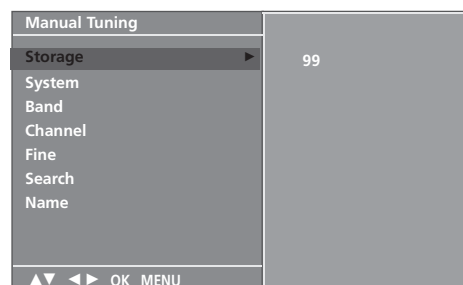 Manual Tuning
Storage ► 99
System
Band
Channel
Fine
Search
Name
▲▼ ◄► OK MENU